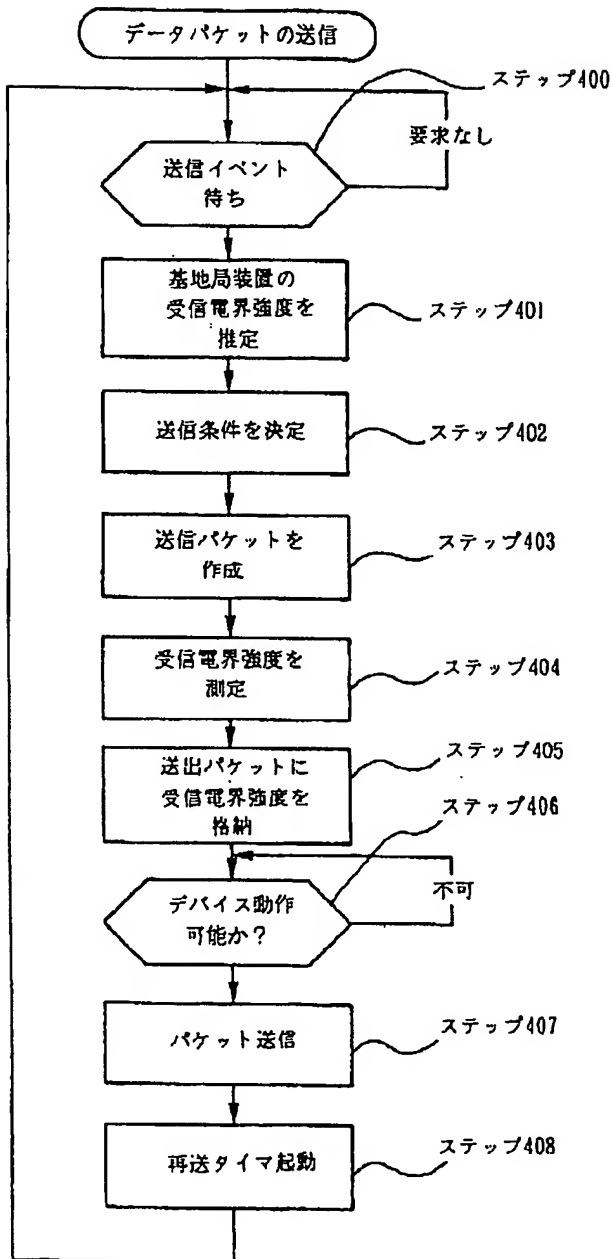 データパケットの送信
ステップ400
要求なし
送信イベント
待ち
基地局装置の
受信電界強度を
推定
ステップ401
送信条件を決定
ステップ402
送信パケットを
作成
ステップ403
受信電界強度を
測定
ステップ404
送出パケットに
受信電界強度を
格納
ステップ405
ステップ406
不可
デバイス動作
可能か?
パケット送信
ステップ407
再送タイマ起動
ステップ408